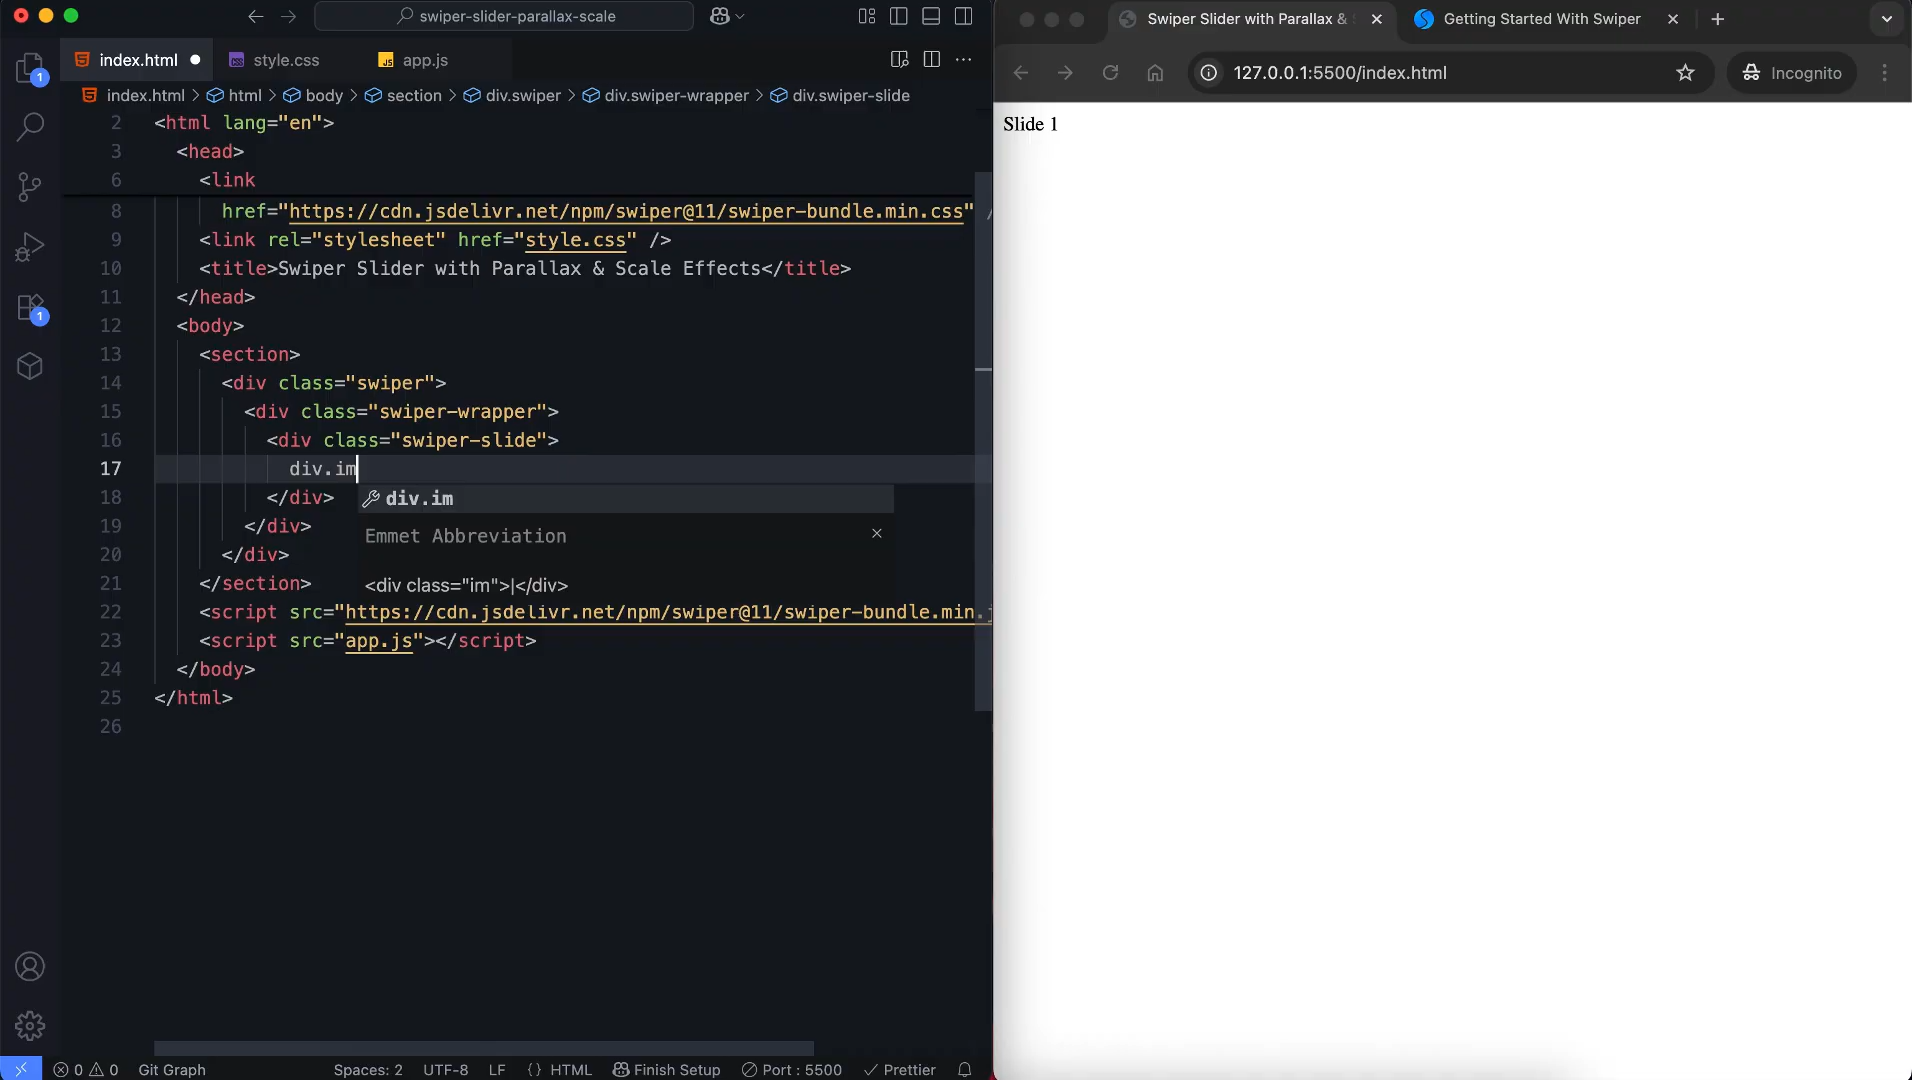 swiper-slider-parallax-scale
index.html
style.css
app.js
index.html > html > body > section > div.swiper > div.swiper-wrapper > div.swiper-slide
2 <html lang="en">
3 <head>
6 <link
8 href="https://cdn.jsdelivr.net/npm/swiper@11/swiper-bundle.min.css" /
9 <link rel="stylesheet" href="style.css" />
10 <title>Swiper Slider with Parallax & Scale Effects</title>
11 </head>
12 <body>
13 <section>
14 <div class="swiper">
15 <div class="swiper-wrapper">
16 <div class="swiper-slide">
17 div.im
18 </div>
div.im
19 </div>
Emmet Abbreviation
20 </div>
21 </section>
<div class="im">|</div>
22 <script src="https://cdn.jsdelivr.net/npm/swiper@11/swiper-bundle.min.j
23 <script src="app.js"></script>
24 </body>
25 </html>
26
1
1
0 0 Git Graph Spaces: 2 UTF-8 LF {} HTML Finish Setup Port : 5500 Prettier
Swiper Slider with Parallax &
Getting Started With Swiper
127.0.0.1:5500/index.html
Incognito
Slide 1